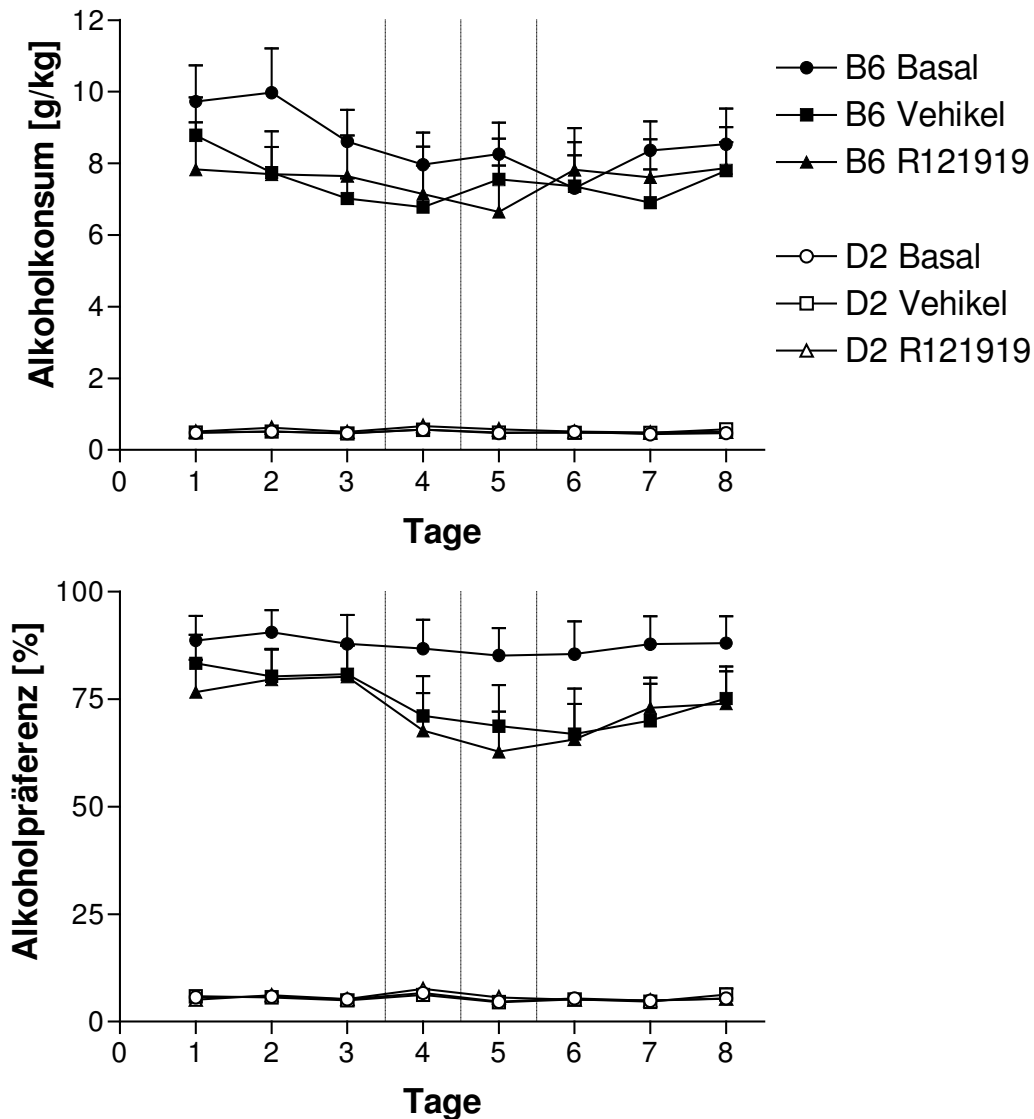 Alkoholkonsum [g/kg]
12
10
8
6
4
2
0
0 1 2 3 4 5 6 7 8
Tage
B6 Basal
B6 Vehikel
B6 R121919
D2 Basal
D2 Vehikel
D2 R121919
Alkoholpräferenz [%]
100
75
50
25
0
0 1 2 3 4 5 6 7 8
Tage